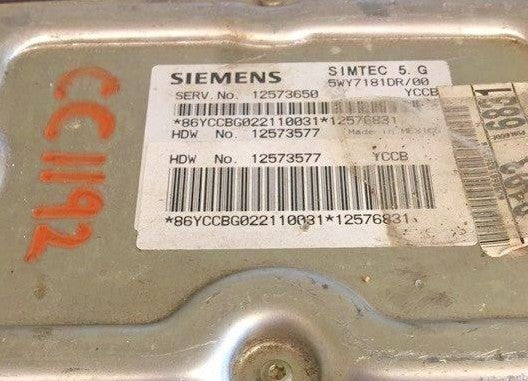 SIEMENS SIMTEC 5. G
5WY7181DR/00
SERV. No. 12573650 YCCB
*86YCCBG022110031*12576831
HDW No. 12573577 Made in
HDW No. 12573577 YCCB
*86YCCBG022110031*12576831
CC1192
6831